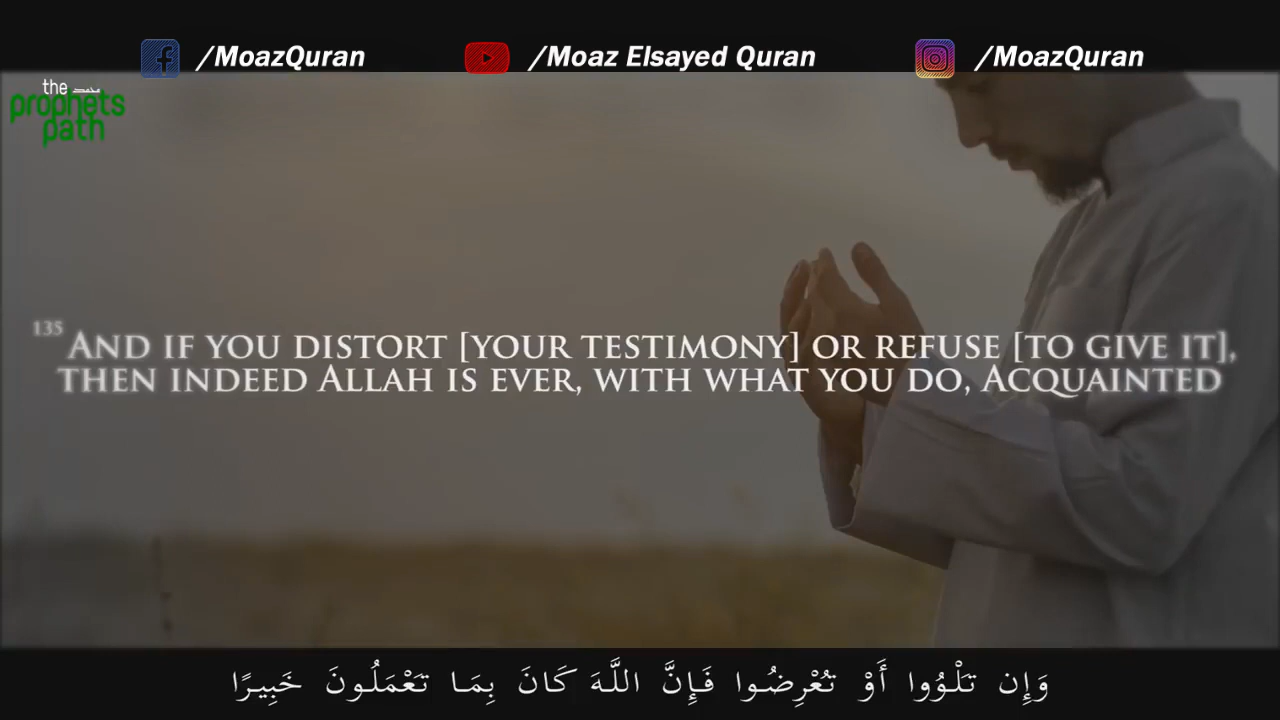 /MoazQuran
/Moaz Elsayed Quran
/MoazQuran
the
prophets
path
135 AND IF YOU DISTORT [YOUR TESTIMONY] OR REFUSE [TO GIVE IT],
THEN INDEED ALLAH IS EVER, WITH WHAT YOU DO, ACQUAINTED
وَإِن تَلْوُوا أَوْ تُعْرِضُوا فَإِنَّ اللَّهَ كَانَ بِمَا تَعْمَلُونَ خَبِيرًا